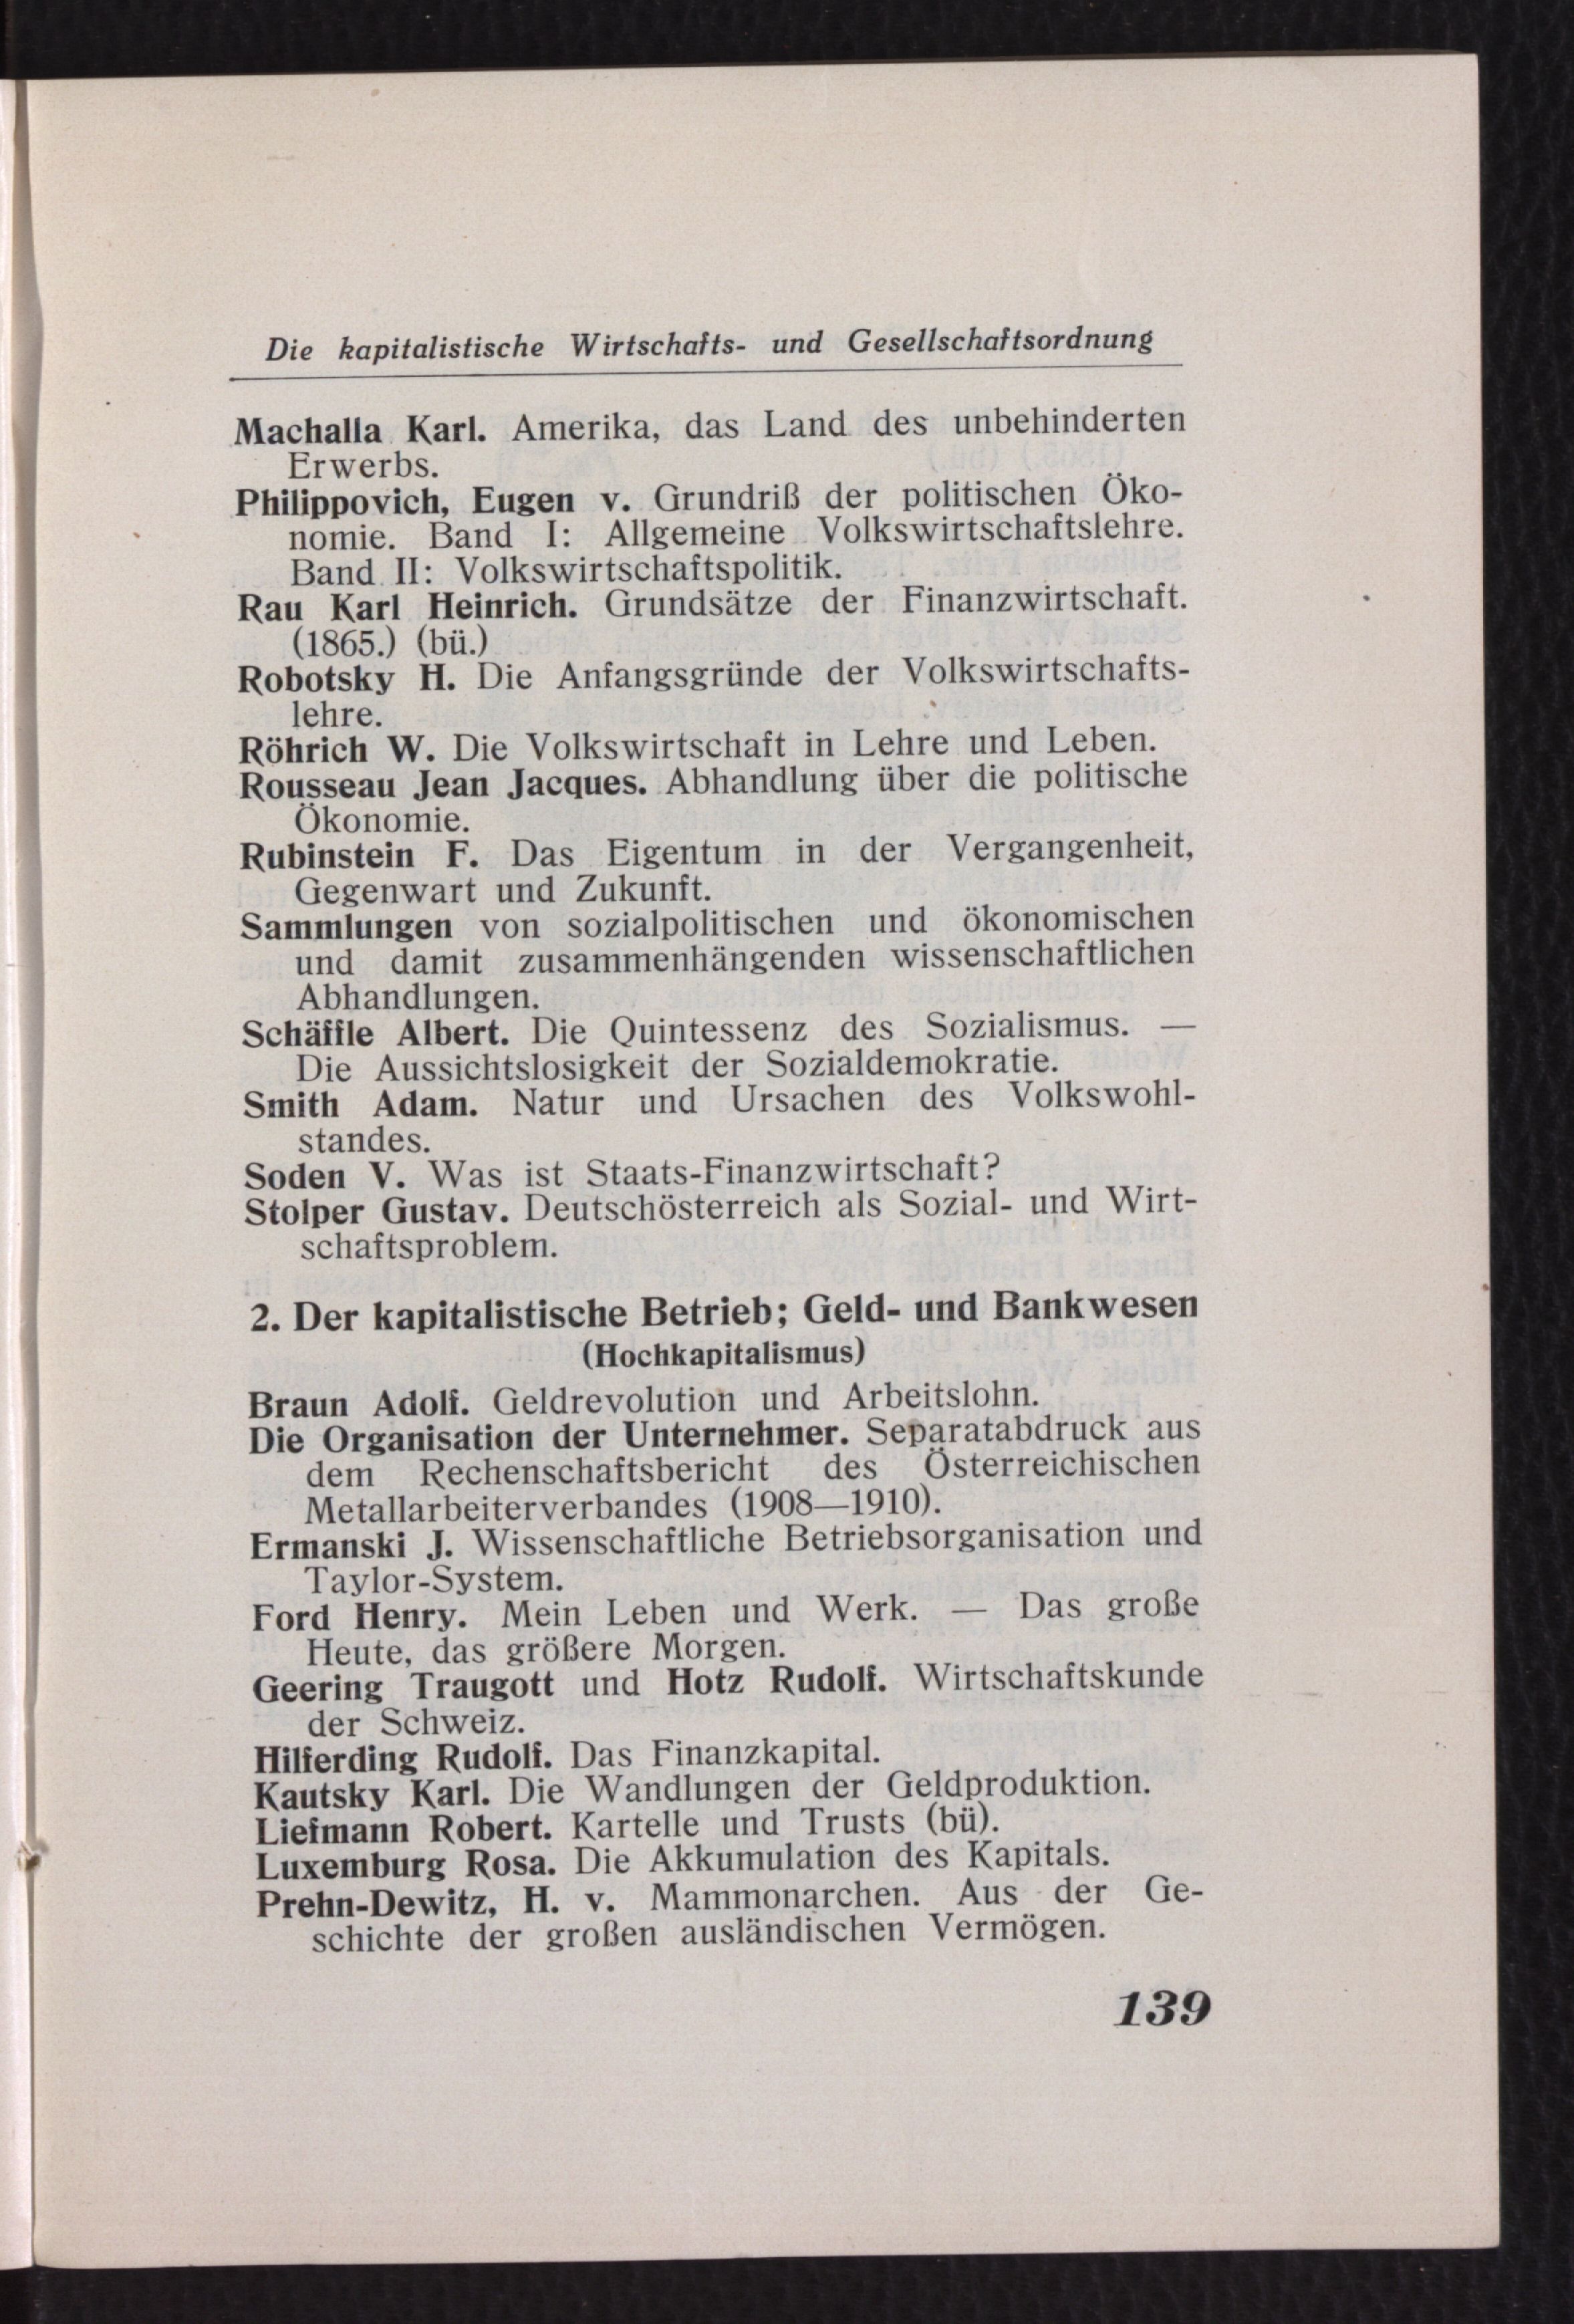 Die kapitalistische Wirtschafts- und Gesellschaftsordnung
Machalla Karl. Amerika, das Land des unbehinderten
Erwerbs.
Philippovich, Eugen v. Grundriß der politischen Öko-
nomie. Band I: Allgemeine Volkswirtschaftslehre.
Band II: Volkswirtschaftspolitik.
Rau Karl Heinrich. Grundsätze der Finanzwirtschaft.
(1865.) (bü.)
Robotsky H. Die Anfangsgründe der Volkswirtschafts-
lehre.
Röhrich W. Die Volkswirtschaft in Lehre und Leben.
Rousseau Jean Jacques. Abhandlung über die politische
Ökonomie.
Rubinstein F. Das Eigentum in der Vergangenheit,
Gegenwart und Zukunft.
Sammlungen von sozialpolitischen und ökonomischen
und damit zusammenhängenden wissenschaftlichen
Abhandlungen.
Schäffle Albert. Die Quintessenz des Sozialismus. —
Die Aussichtslosigkeit der Sozialdemokratie.
Smith Adam. Natur und Ursachen des Volkswohl-
standes.
Soden V. Was ist Staats-Finanzwirtschaft?
Stolper Gustav. Deutschösterreich als Sozial- und Wirt-
schaftsproblem.
2. Der kapitalistische Betrieb; Geld- und Bankwesen
(Hochkapitalismus)
Braun Adolf. Geldrevolution und Arbeitslohn.
Die Organisation der Unternehmer. Separatabdruck aus
dem Rechenschaftsbericht des Österreichischen
Metallarbeiterverbandes (1908—1910).
Ermanski J. Wissenschaftliche Betriebsorganisation und
Taylor-System.
Ford Henry. Mein Leben und Werk. — Das große
Heute, das größere Morgen.
Geering Traugott und Hotz Rudolf. Wirtschaftskunde
der Schweiz.
Hilferding Rudolf. Das Finanzkapital.
Kautsky Karl. Die Wandlungen der Geldproduktion.
Liefmann Robert. Kartelle und Trusts (bü).
Luxemburg Rosa. Die Akkumulation des Kapitals.
Prehn-Dewitz, H. v. Mammonarchen. Aus der Ge-
schichte der großen ausländischen Vermögen.
139